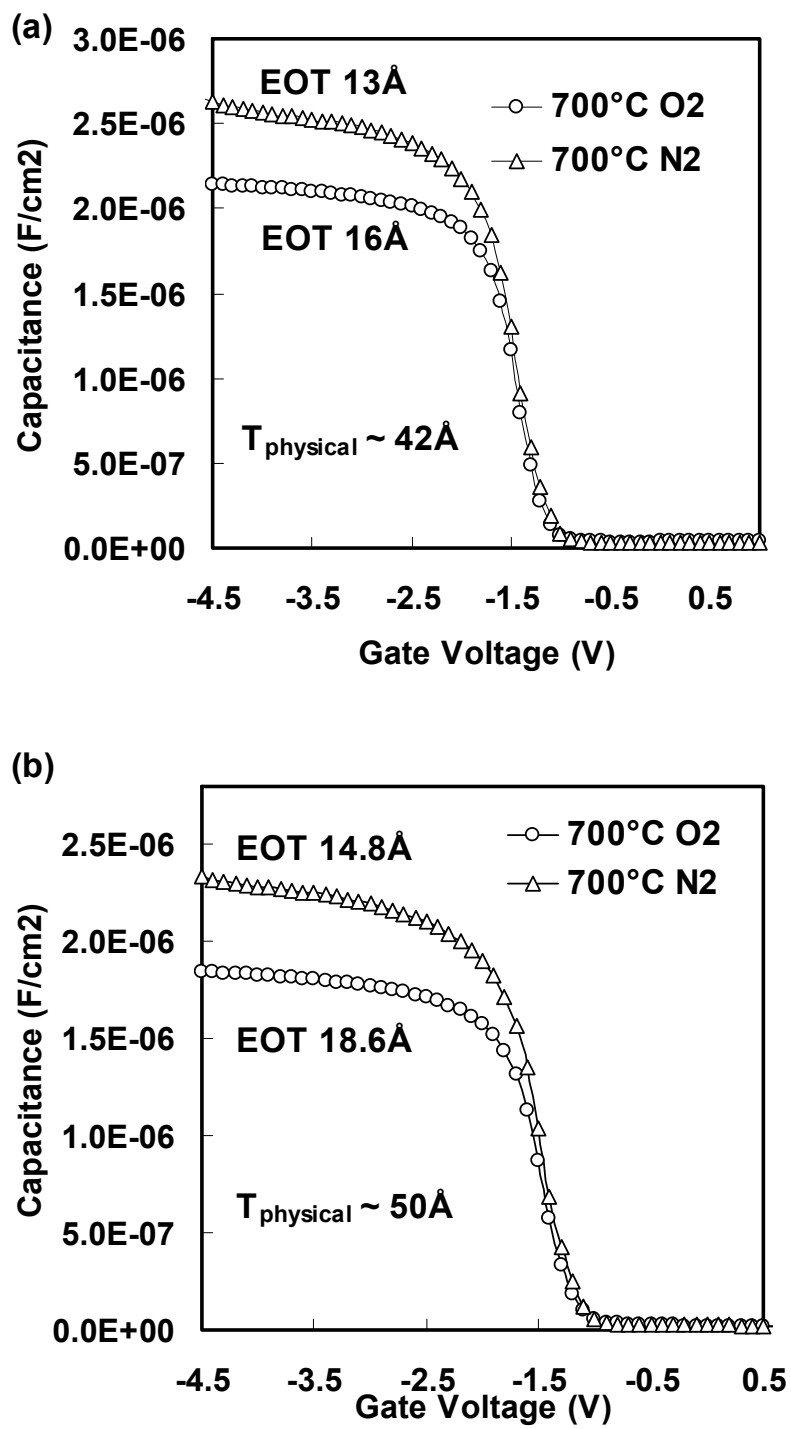 (a)
3.0E-06
2.5E-06
2.0E-06
1.5E-06
1.0E-06
5.0E-07
0.0E+00
Capacitance (F/cm2)
EOT 13Å
700°C O2
700°C N2
EOT 16Å
Tphysical ~ 42Å
-4.5 -3.5 -2.5 -1.5 -0.5 0.5
Gate Voltage (V)
(b)
2.5E-06
2.0E-06
1.5E-06
1.0E-06
5.0E-07
0.0E+00
Capacitance (F/cm2)
EOT 14.8Å
700°C O2
700°C N2
EOT 18.6Å
Tphysical ~ 50Å
-4.5 -3.5 -2.5 -1.5 -0.5 0.5
Gate Voltage (V)